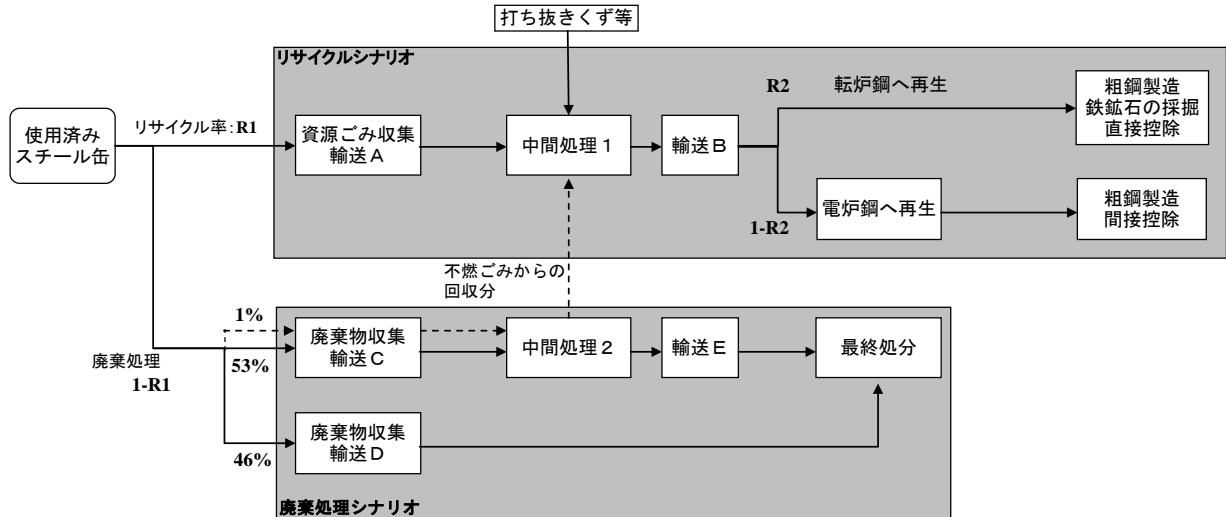 打ち抜きくず等
リサイクルシナリオ
使用済み
スチール缶
リサイクル率:R1
資源ごみ収集
輸送A
中間処理1
輸送B
R2
転炉鋼へ再生
粗鋼製造
鉄鉱石の採掘
直接控除
1-R2
電炉鋼へ再生
粗鋼製造
間接控除
不燃ごみからの
回収分
廃棄処理
1-R1
1%
53%
廃棄物収集
輸送C
中間処理2
輸送E
最終処分
46%
廃棄物収集
輸送D
廃棄処理シナリオ